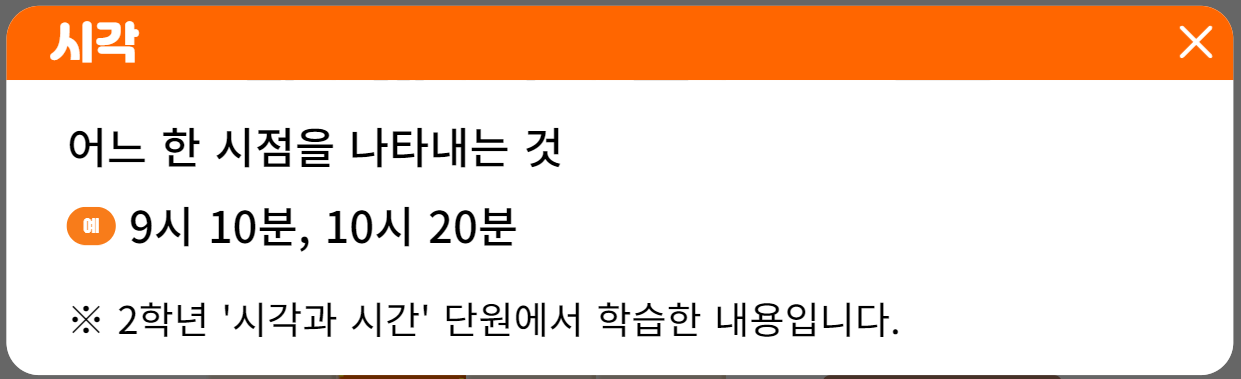 시각
어느 한 시점을 나타내는 것
예 9시 10분, 10시 20분
※ 2학년 '시각과 시간' 단원에서 학습한 내용입니다.